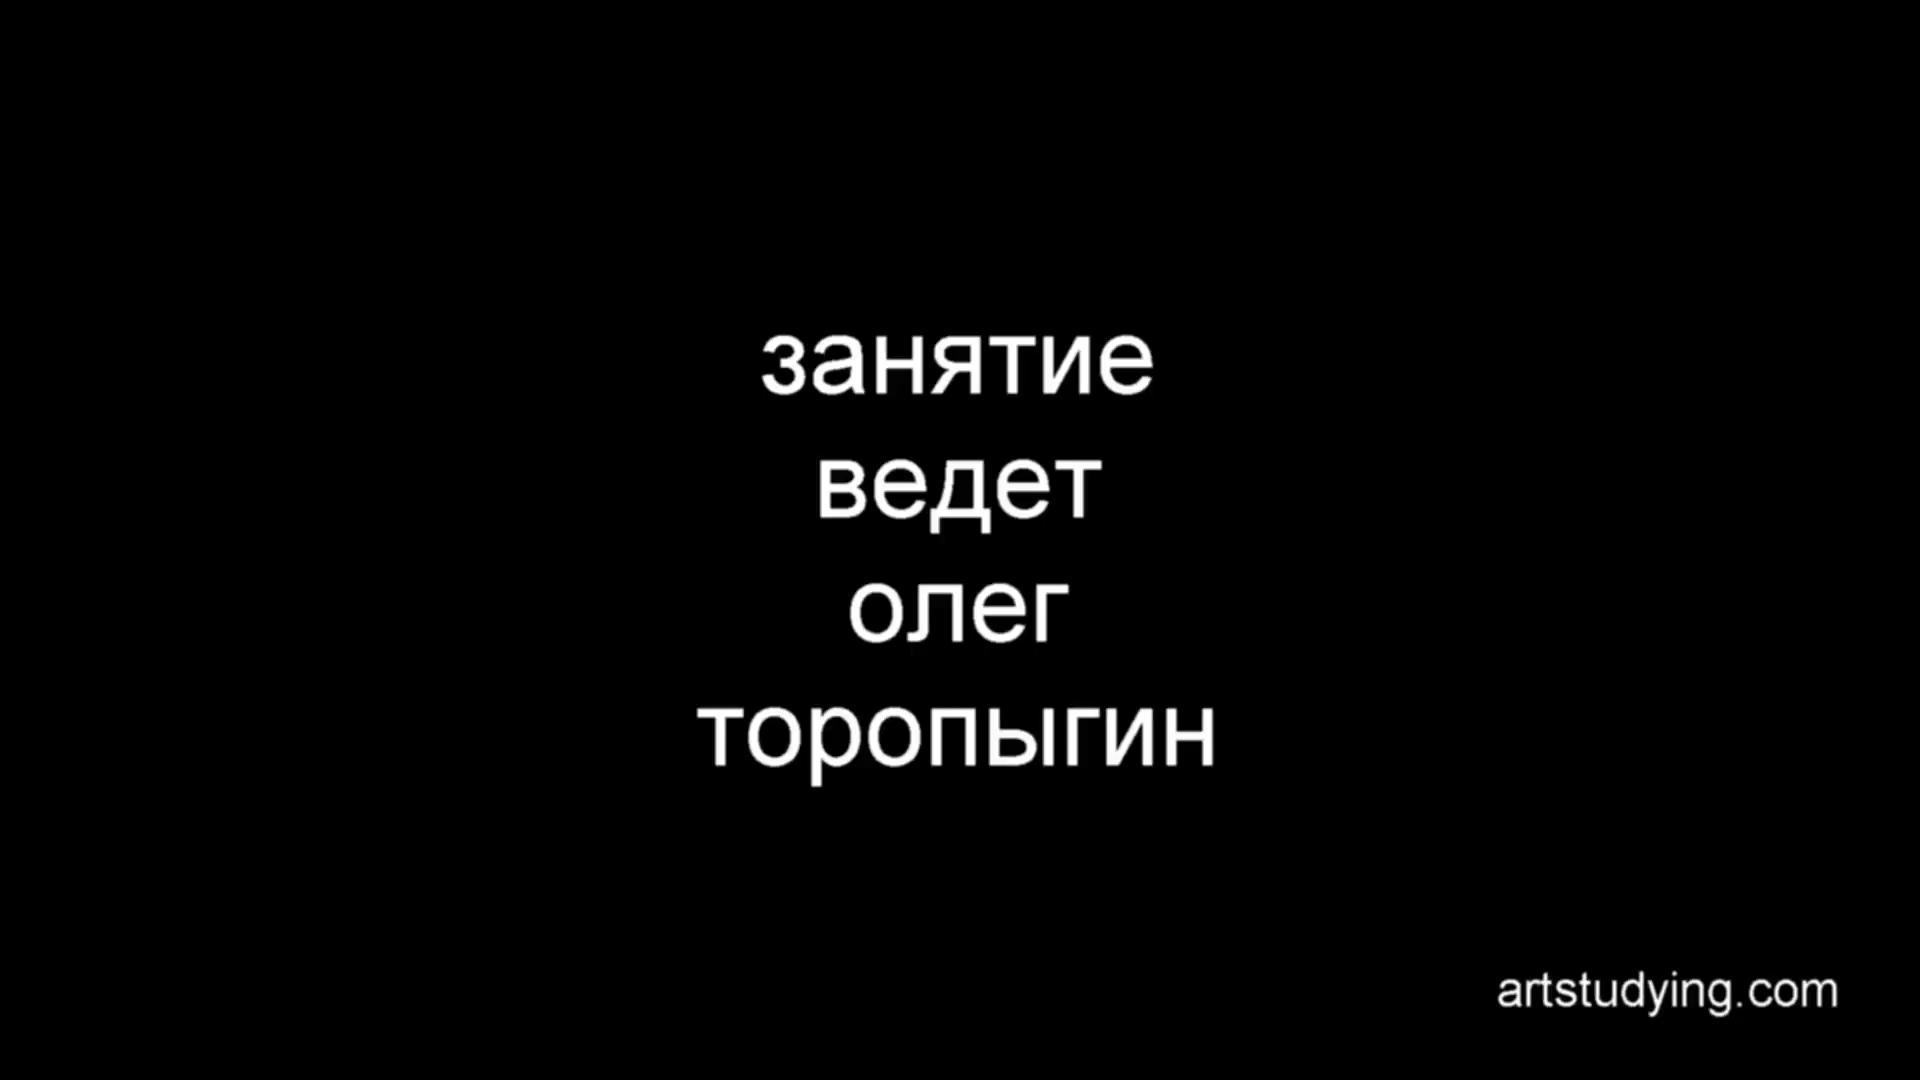 занятие
ведет
олег
торопыгин
artstudying.com